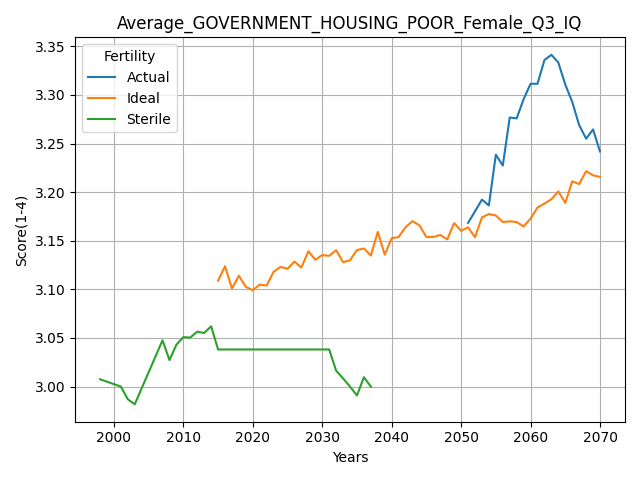 Average_GOVERNMENT_HOUSING_POOR_Female_Q3_IQ
Fertility
Actual
Ideal
Sterile
Score(1-4)
3.35
3.30
3.25
3.20
3.15
3.10
3.05
3.00
2000 2010 2020 2030 2040 2050 2060 2070
Years